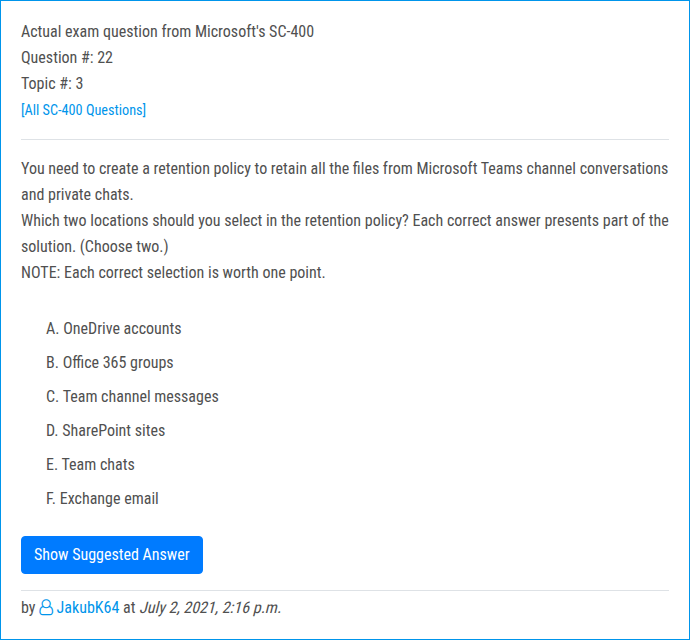 Actual exam question from Microsoft's SC-400
Question #: 22
Topic #: 3
[All SC-400 Questions]
You need to create a retention policy to retain all the files from Microsoft Teams channel conversations
and private chats.
Which two locations should you select in the retention policy? Each correct answer presents part of the
solution. (Choose two.)
NOTE: Each correct selection is worth one point.
A. OneDrive accounts
B. Office 365 groups
C. Team channel messages
D. SharePoint sites
E. Team chats
F. Exchange email
Show Suggested Answer
by JakubK64 at July 2, 2021, 2:16 p.m.